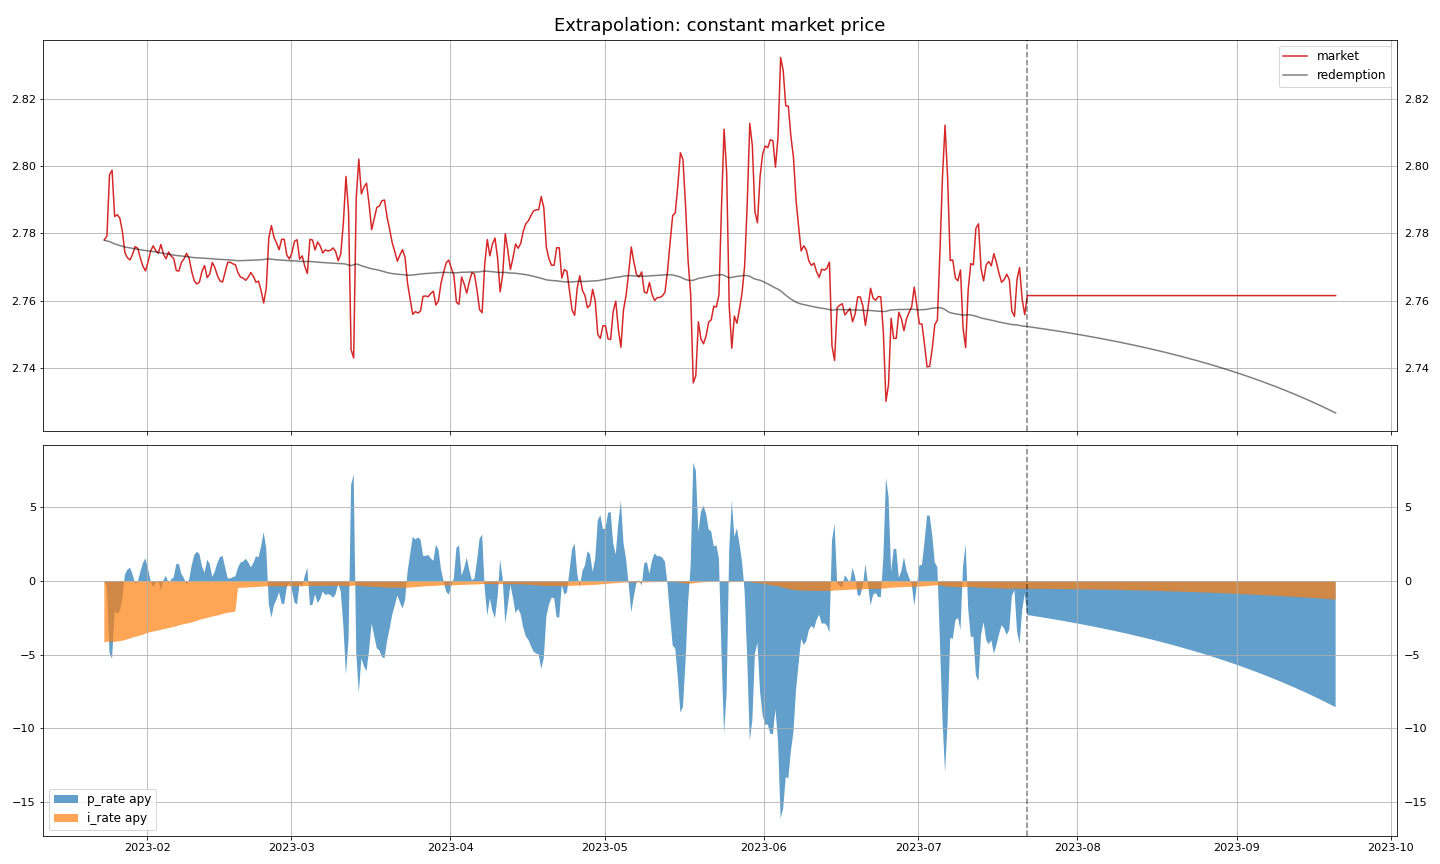 Extrapolation: constant market price
market
redemption
2.82 2.82
2.80 2.80
2.78 2.78
2.76 2.76
2.74 2.74
5 5
0 0
−5 −5
−10 −10
−15 −15
p_rate apy
i_rate apy
2023-02 2023-03 2023-04 2023-05 2023-06 2023-07 2023-08 2023-09 2023-10